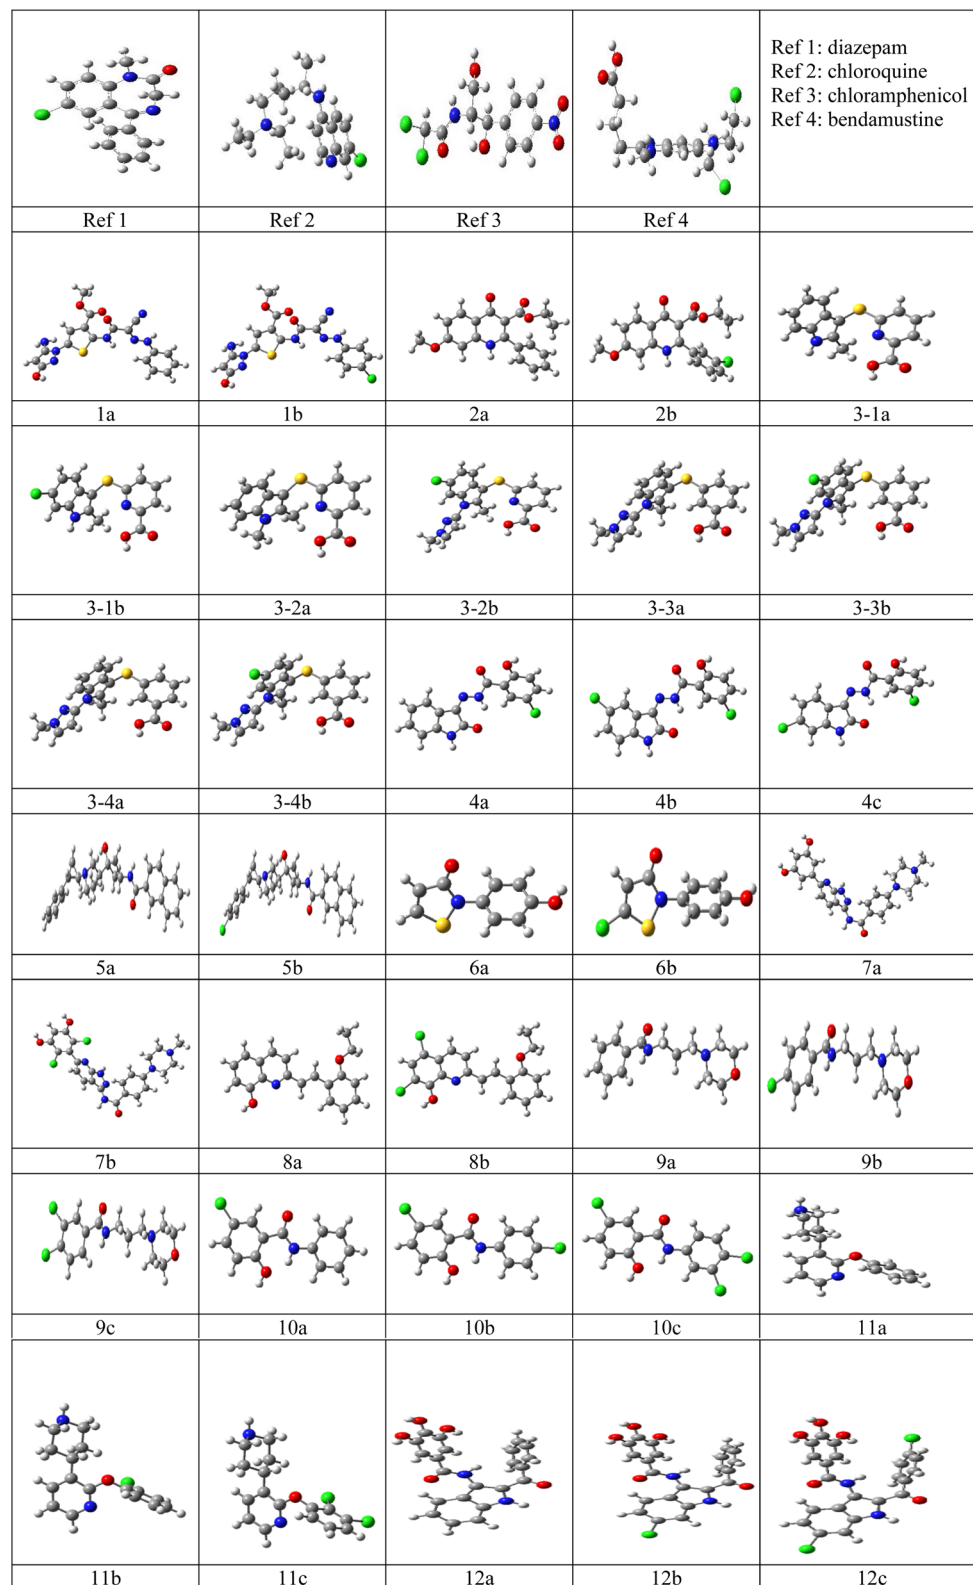 Ref 1: diazepam
Ref 2: chloroquine
Ref 3: chloramphenicol
Ref 4: bendamustine
Ref 1 Ref 2 Ref 3 Ref 4
1a 1b 2a 2b 3-1a
3-1b 3-2a 3-2b 3-3a 3-3b
3-4a 3-4b 4a 4b 4c
5a 5b 6a 6b 7a
7b 8a 8b 9a 9b
9c 10a 10b 10c 11a
11b 11c 12a 12b 12c